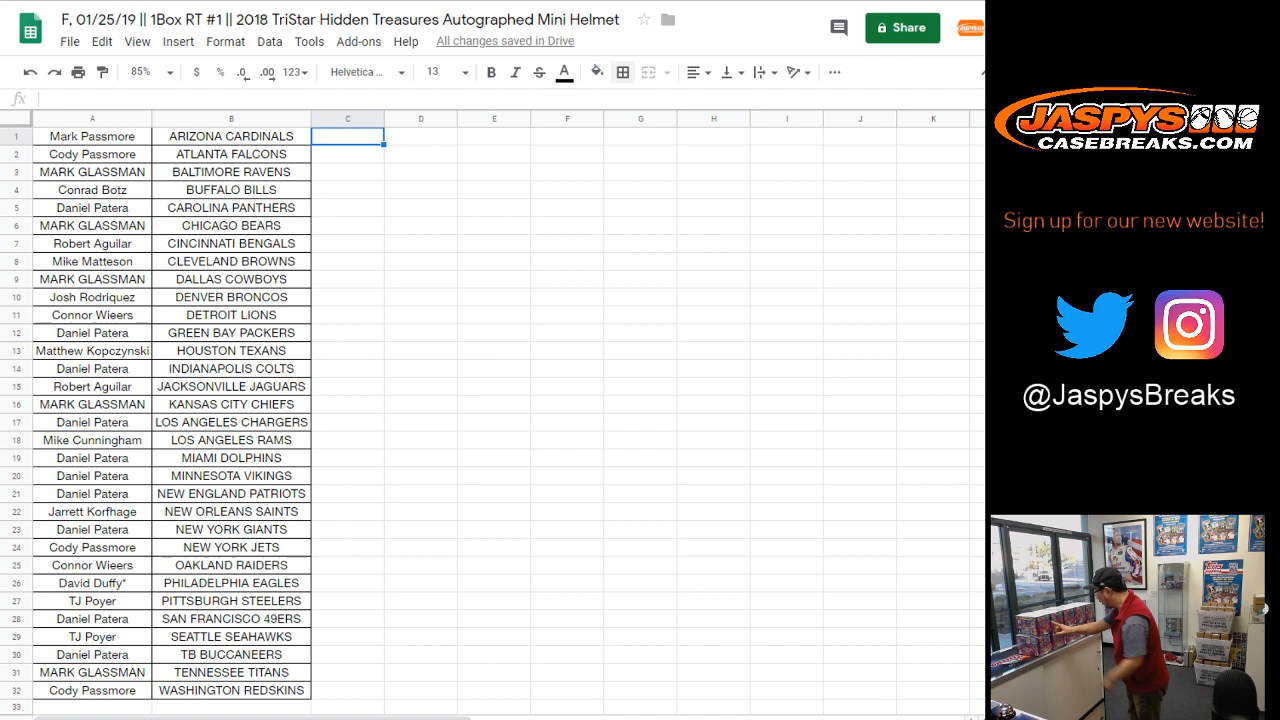 F, 01/25/19 || 1Box RT #1 || 2018 TriStar Hidden Treasures Autographed Mini Helmet
File Edit View Insert Format Data Tools Add-ons Help All changes saved in Drive
Share
85% $ % .0 .00 123 Helvetica ... 13 B I S A
fx
A B C D E F G H I J K
1 Mark Passmore ARIZONA CARDINALS
2 Cody Passmore ATLANTA FALCONS
3 MARK GLASSMAN BALTIMORE RAVENS
4 Conrad Botz BUFFALO BILLS
5 Daniel Patera CAROLINA PANTHERS
6 MARK GLASSMAN CHICAGO BEARS
7 Robert Aguilar CINCINNATI BENGALS
8 Mike Matteson CLEVELAND BROWNS
9 MARK GLASSMAN DALLAS COWBOYS
10 Josh Rodriquez DENVER BRONCOS
11 Connor Wieers DETROIT LIONS
12 Daniel Patera GREEN BAY PACKERS
13 Matthew Kopczynski HOUSTON TEXANS
14 Daniel Patera INDIANAPOLIS COLTS
15 Robert Aguilar JACKSONVILLE JAGUARS
16 MARK GLASSMAN KANSAS CITY CHIEFS
17 Daniel Patera LOS ANGELES CHARGERS
18 Mike Cunningham LOS ANGELES RAMS
19 Daniel Patera MIAMI DOLPHINS
20 Daniel Patera MINNESOTA VIKINGS
21 Daniel Patera NEW ENGLAND PATRIOTS
22 Jarrett Korfhage NEW ORLEANS SAINTS
23 Daniel Patera NEW YORK GIANTS
24 Cody Passmore NEW YORK JETS
25 Connor Wieers OAKLAND RAIDERS
26 David Duffy* PHILADELPHIA EAGLES
27 TJ Poyer PITTSBURGH STEELERS
28 Daniel Patera SAN FRANCISCO 49ERS
29 TJ Poyer SEATTLE SEAHAWKS
30 Daniel Patera TB BUCCANEERS
31 MARK GLASSMAN TENNESSEE TITANS
32 Cody Passmore WASHINGTON REDSKINS
33
JASPYS
CASEBREAKS.COM
Sign up for our new website!
@JaspysBreaks